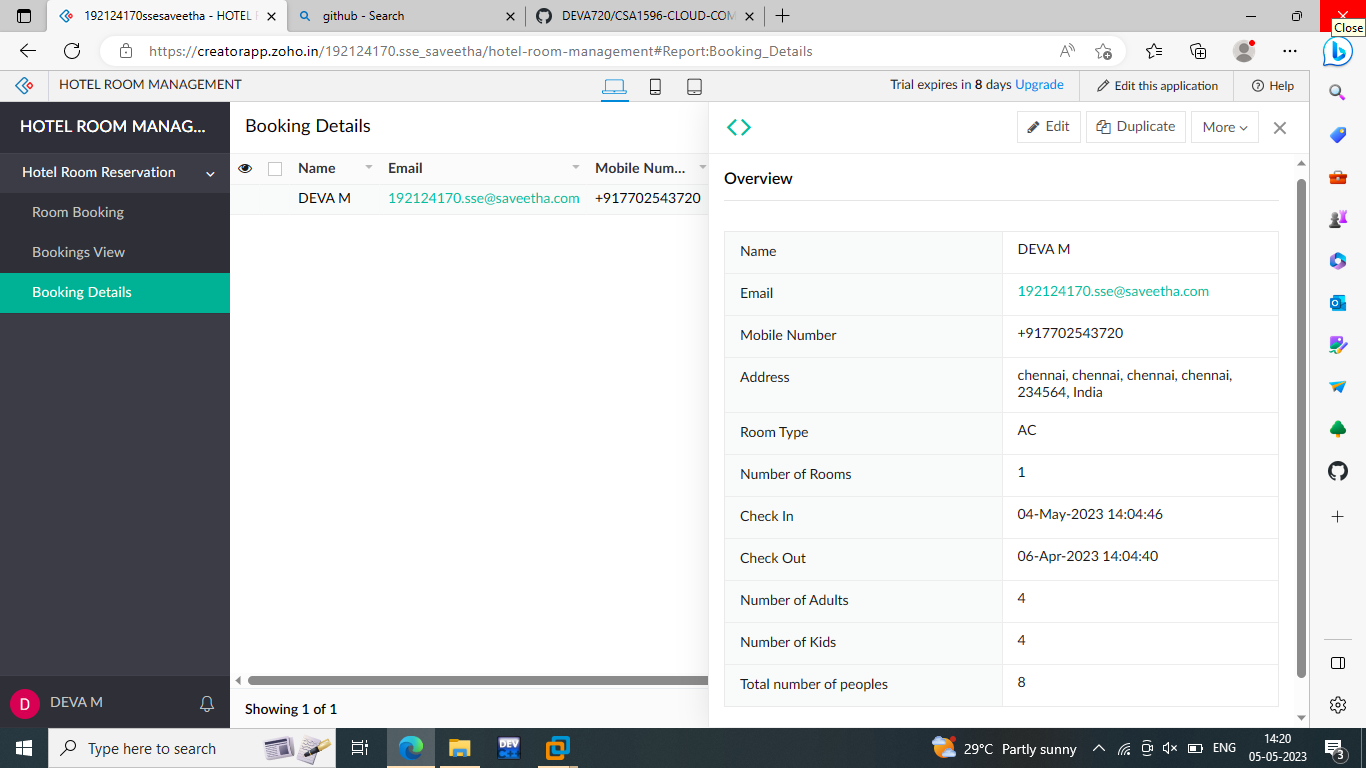 192124170ssesaveetha - HOTEL
github - Search
DEVA720/CSA1596-CLOUD-COM
Close
https://creatorapp.zoho.in/192124170.sse_saveetha/hotel-room-management#Report:Booking_Details
HOTEL ROOM MANAGEMENT
Trial expires in 8 days Upgrade
Edit this application
Help
HOTEL ROOM MANAG...
Hotel Room Reservation
Room Booking
Bookings View
Booking Details
DEVA M
D
Booking Details
Name Email Mobile Num...
DEVA M 192124170.sse@saveetha.com +917702543720
Showing 1 of 1
Edit Duplicate More
Overview
Name DEVA M
Email 192124170.sse@saveetha.com
Mobile Number +917702543720
Address chennai, chennai, chennai, chennai,
234564, India
Room Type AC
Number of Rooms 1
Check In 04-May-2023 14:04:46
Check Out 06-Apr-2023 14:04:40
Number of Adults 4
Number of Kids 4
Total number of peoples 8
Type here to search
DEV
29°C Partly sunny
ENG
14:20
05-05-2023
3